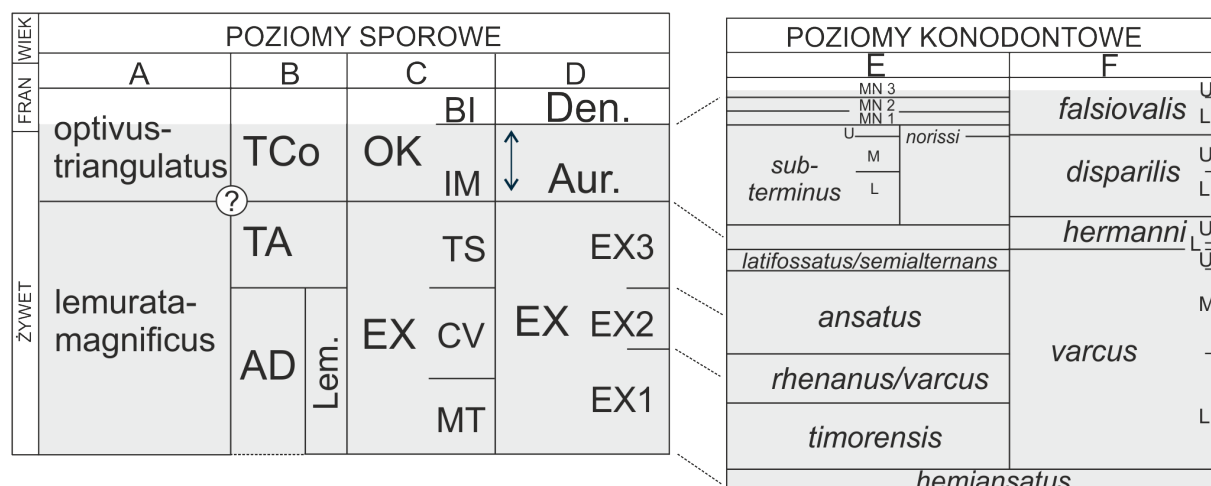 WIEK
FRAN
ŻYWET
POZIOMY SPOROWE
A
B
C
D
optivus-
triangulatus
lemurata-
magnificus
?
TCo
TA
AD
Lem.
OK
BI
IM
EX
TS
CV
MT
Den.
Aur.
EX
EX3
EX2
EX1
POZIOMY KONODONTOWE
E
F
MN 3
MN 2
MN 1
U
M
L
sub-
terminus
norissi
latifossatus/semialternans
ansatus
rhenanus/varcus
timorensis
falsiovalis
U
L
disparilis
U
L
hermanni
U
L
varcus
U
M
L
hemiansatus